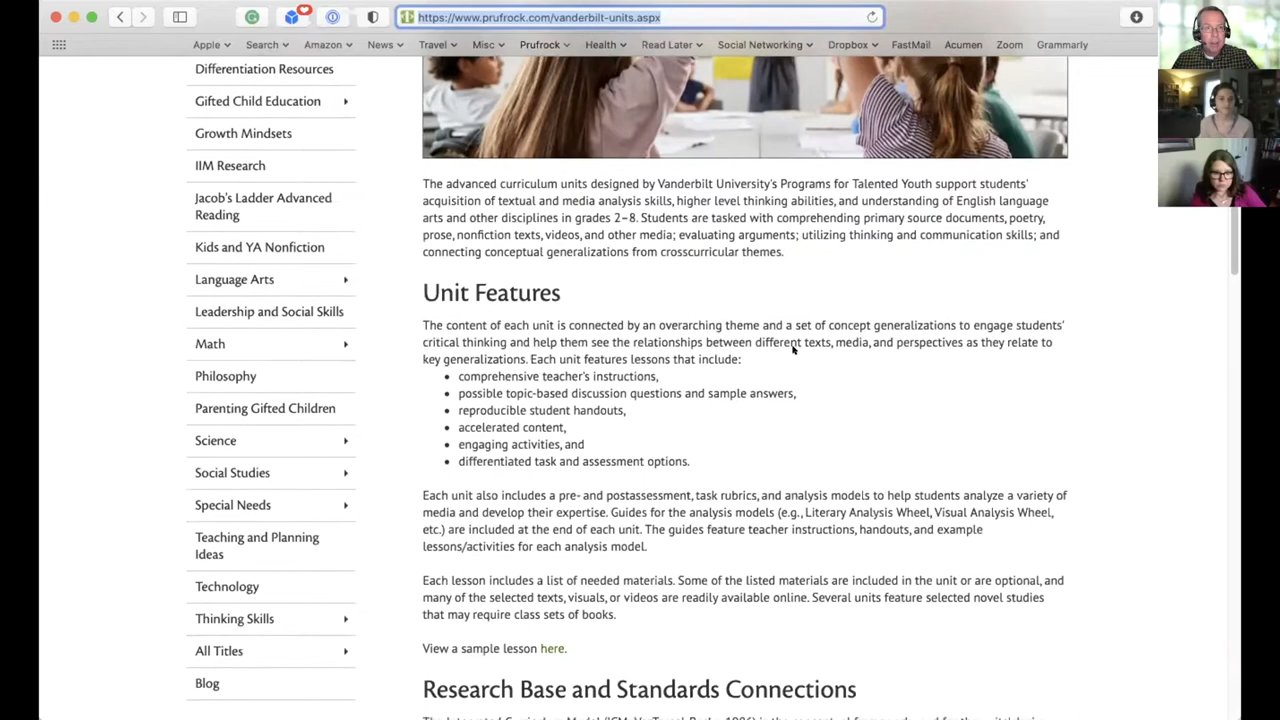 https://www.prufrock.com/vanderbilt-units.aspx
Apple Search Amazon News Travel Misc Prufrock Health Read Later Social Networking Dropbox FastMail Acumen Zoom Grammarly
Differentiation Resources
Gifted Child Education
Growth Mindsets
IIM Research
Jacob's Ladder Advanced
Reading
Kids and YA Nonfiction
Language Arts
Leadership and Social Skills
Math
Philosophy
Parenting Gifted Children
Science
Social Studies
Special Needs
Teaching and Planning
Ideas
Technology
Thinking Skills
All Titles
Blog
The advanced curriculum units designed by Vanderbilt University's Programs for Talented Youth support students'
acquisition of textual and media analysis skills, higher level thinking abilities, and understanding of English language
arts and other disciplines in grades 2–8. Students are tasked with comprehending primary source documents, poetry,
prose, nonfiction texts, videos, and other media; evaluating arguments; utilizing thinking and communication skills; and
connecting conceptual generalizations from crosscurricular themes.
Unit Features
The content of each unit is connected by an overarching theme and a set of concept generalizations to engage students'
critical thinking and help them see the relationships between different texts, media, and perspectives as they relate to
key generalizations. Each unit features lessons that include:
• comprehensive teacher's instructions,
• possible topic-based discussion questions and sample answers,
• reproducible student handouts,
• accelerated content,
• engaging activities, and
• differentiated task and assessment options.
Each unit also includes a pre- and postassessment, task rubrics, and analysis models to help students analyze a variety of
media and develop their expertise. Guides for the analysis models (e.g., Literary Analysis Wheel, Visual Analysis Wheel,
etc.) are included at the end of each unit. The guides feature teacher instructions, handouts, and example
lessons/activities for each analysis model.
Each lesson includes a list of needed materials. Some of the listed materials are included in the unit or are optional, and
many of the selected texts, visuals, or videos are readily available online. Several units feature selected novel studies
that may require class sets of books.
View a sample lesson here.
Research Base and Standards Connections